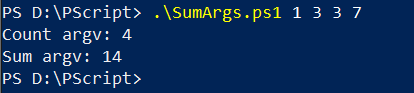 PS D:\PScript> .\SumArgs.ps1 1 3 3 7
Count argv: 4
Sum argv: 14
PS D:\PScript>